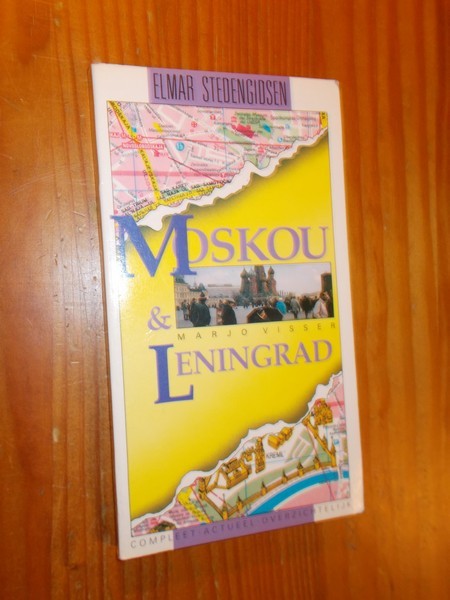 ELMAR STEDENGIDSEN
MOSKOU
&
MARJO VISSER
LENINGRAD
COMPLEET·ACTUEEL·OVERZICHTELIJK